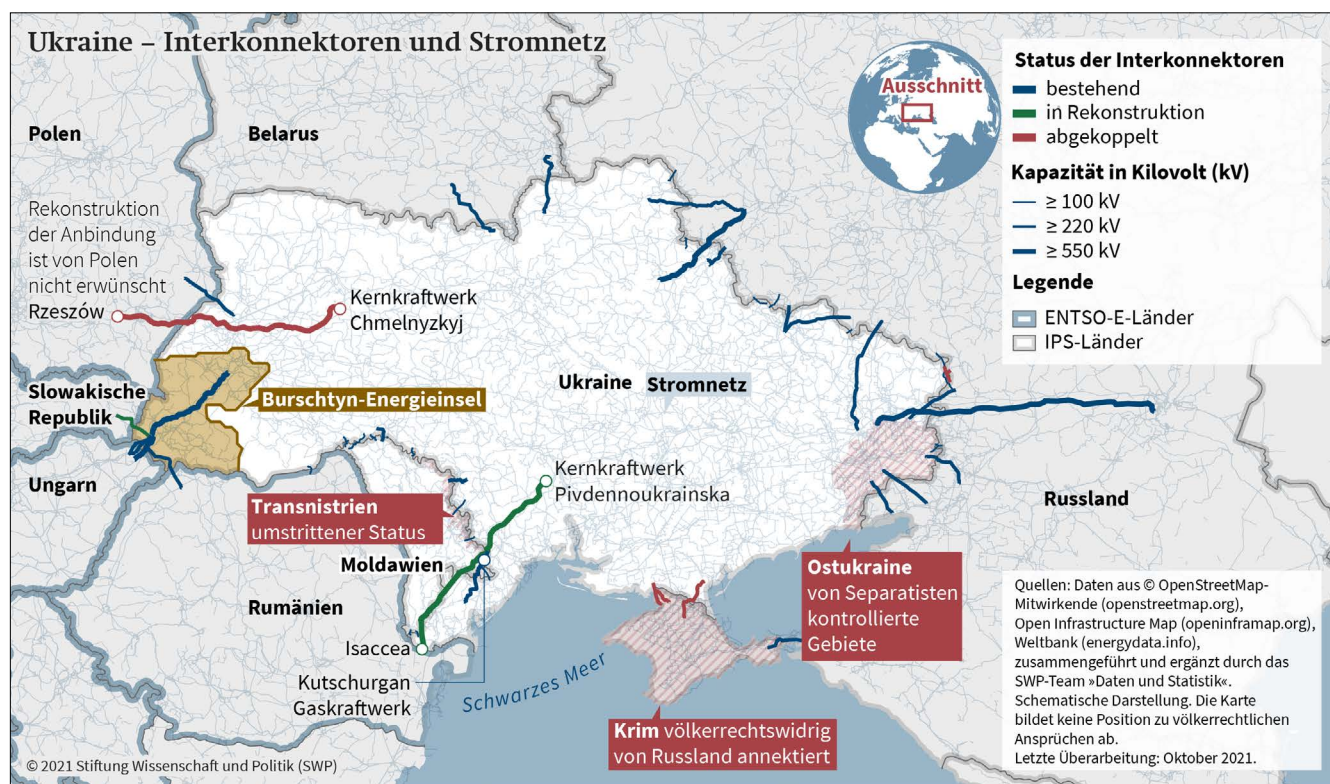 Ukraine – Interkonnektoren und Stromnetz
Polen
Belarus
Rekonstruktion
der Anbindung
ist von Polen
nicht erwünscht
Rzeszów
Kernkraftwerk
Chmelnyzkyj
Slowakische
Republik
Burschtyn-Energieinsel
Ukraine
Stromnetz
Ungarn
Kernkraftwerk
Pivdennoukrainska
Transnistrien
umstrittener Status
Moldawien
Rumänien
Isaccea
Kutschurgan
Gaskraftwerk
Schwarzes Meer
Krim völkerrechtswidrig
von Russland annektiert
Ostukraine
von Separatisten
kontrollierte
Gebiete
Russland
Ausschnitt
Status der Interkonnektoren
bestehend
in Rekonstruktion
abgekoppelt
Kapazität in Kilovolt (kV)
≥ 100 kV
≥ 220 kV
≥ 550 kV
Legende
ENTSO-E-Länder
IPS-Länder
Quellen: Daten aus © OpenStreetMap-
Mitwirkende (openstreetmap.org),
Open Infrastructure Map (openinframap.org),
Weltbank (energydata.info),
zusammengeführt und ergänzt durch das
SWP-Team »Daten und Statistik«.
Schematische Darstellung. Die Karte
bildet keine Position zu völkerrechtlichen
Ansprüchen ab.
Letzte Überarbeitung: Oktober 2021.
© 2021 Stiftung Wissenschaft und Politik (SWP)